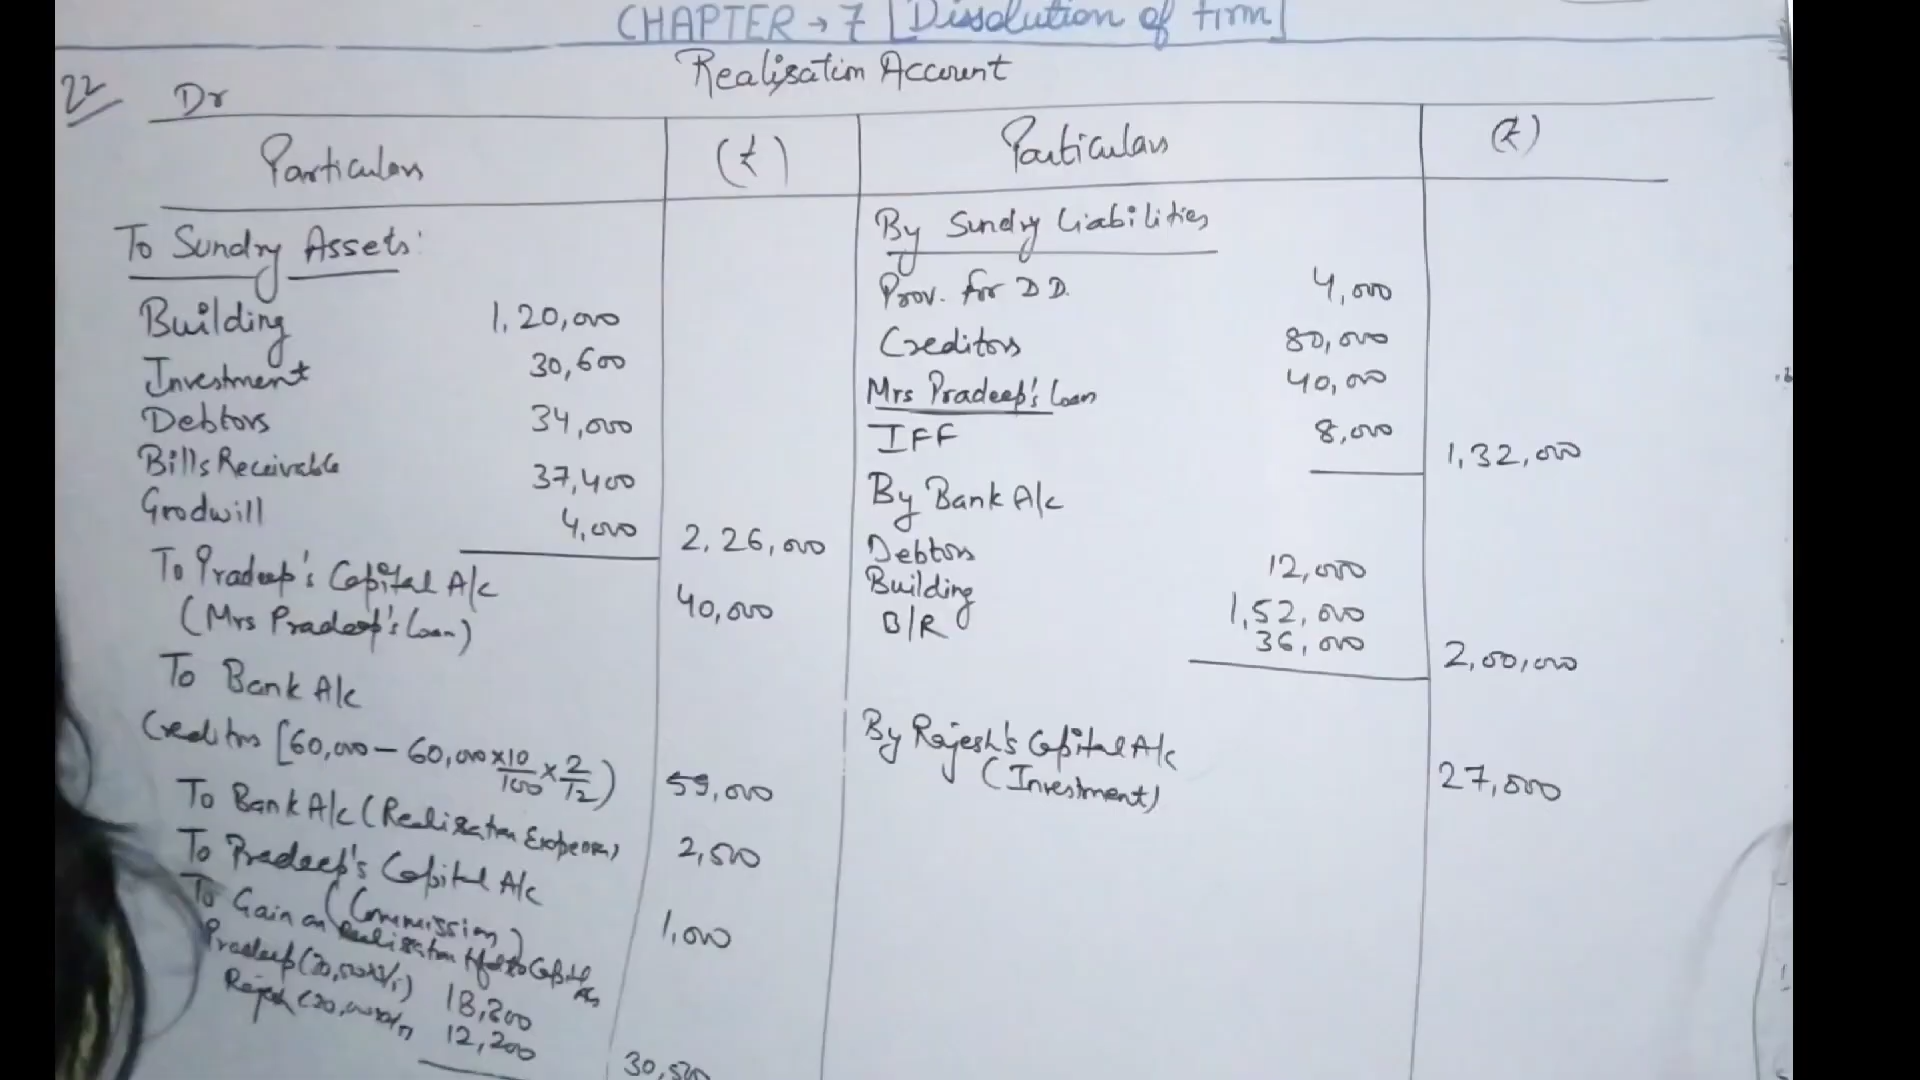 CHAPTER → 7 [Dissolution of firm]
Realisation Account
22 Dr
Particulars (₹) Particulars (₹)
To Sundry Assets:
Building 1,20,000
Investment 30,600
Debtors 34,000
Bills Receivable 37,400
Goodwill 4,000 2,26,000
To Pradeep's Capital A/c
(Mrs Pradeep's Loan) 40,000
To Bank A/c
Creditors [60,000 - 60,000 x 10/100 x 2/12) 59,000
To Bank A/c (Realisation Expenses) 2,500
To Pradeep's Capital A/c
(Commission) 1,000
To Gain on Realisation tfd to Capital A/cs
Pradeep 18,300
Rajesh 12,200
30,500
By Sundry Liabilities
Prov. for D.D. 4,000
Creditors 80,000
Mrs Pradeep's Loan 40,000
IFF 8,000 1,32,000
By Bank A/c
Debtors 12,000
Building 1,52,000
B/R 36,000 2,00,000
By Rajesh's Capital A/c
(Investment) 27,000